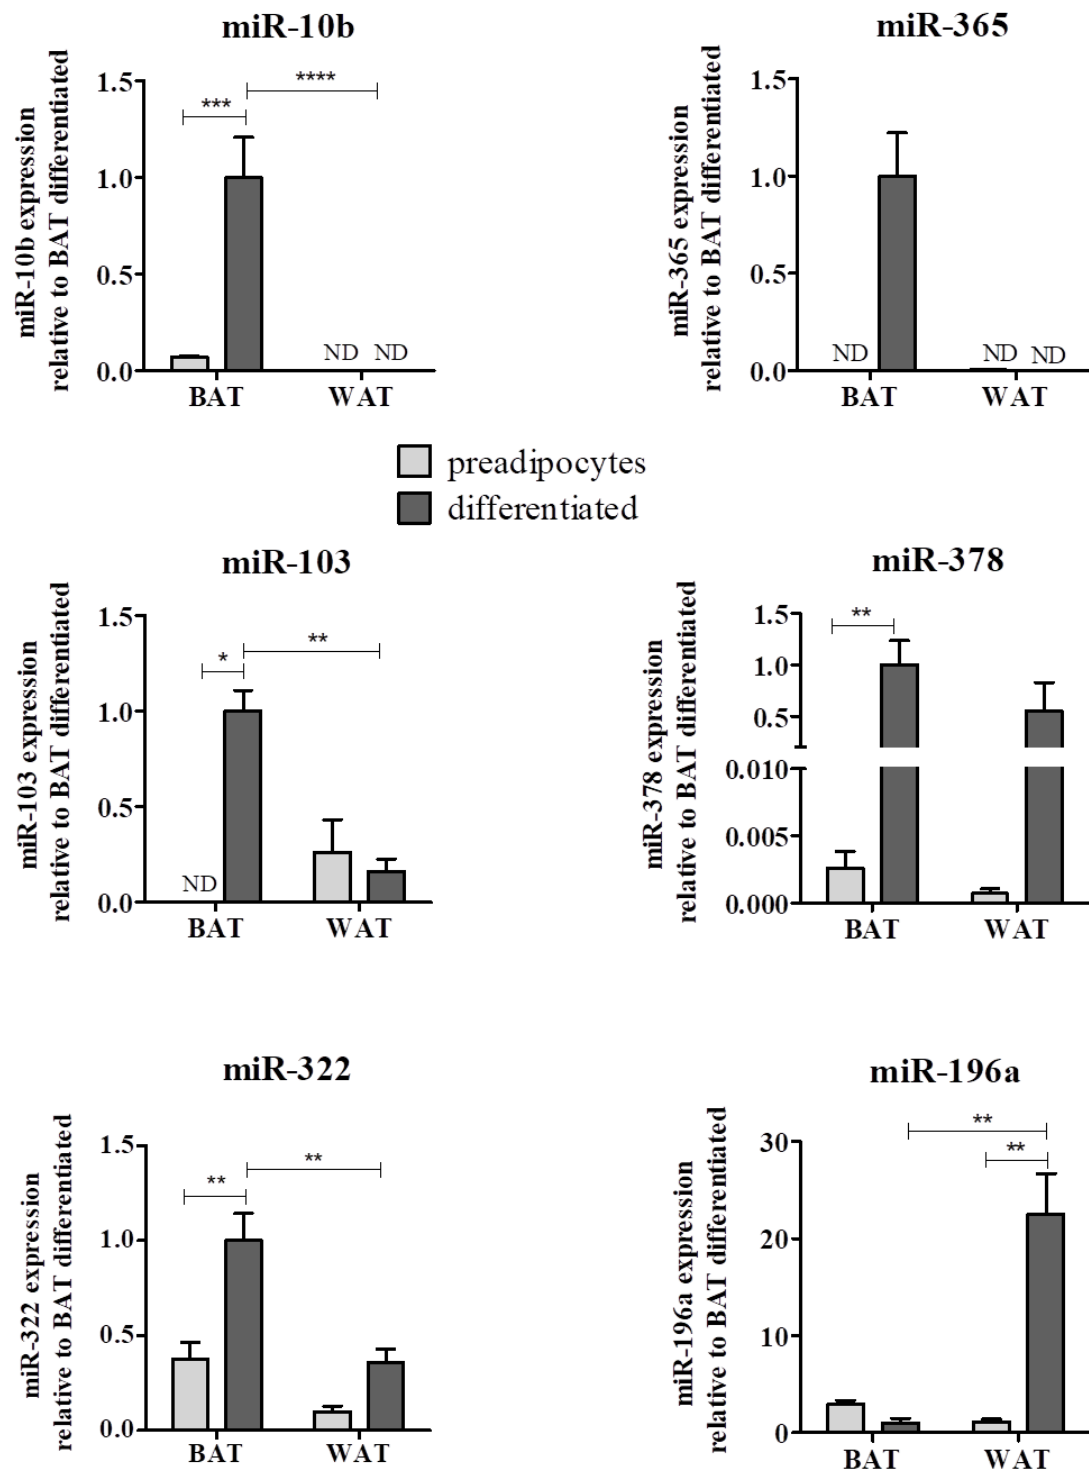 miR-10b
miR-10b expression
relative to BAT differentiated
1.5
1.0
0.5
0.0
***
****
ND ND
BAT WAT
miR-365
miR-365 expression
relative to BAT differentiated
1.5
1.0
0.5
0.0
ND
ND ND
BAT WAT
preadipocytes
differentiated
miR-103
miR-103 expression
relative to BAT differentiated
1.5
1.0
0.5
0.0
*
**
ND
BAT WAT
miR-378
miR-378 expression
relative to BAT differentiated
1.5
1.0
0.5
0.010
0.005
0.000
**
BAT WAT
miR-322
miR-322 expression
relative to BAT differentiated
1.5
1.0
0.5
0.0
**
**
BAT WAT
miR-196a
miR-196a expression
relative to BAT differentiated
30
20
10
0
**
**
BAT WAT